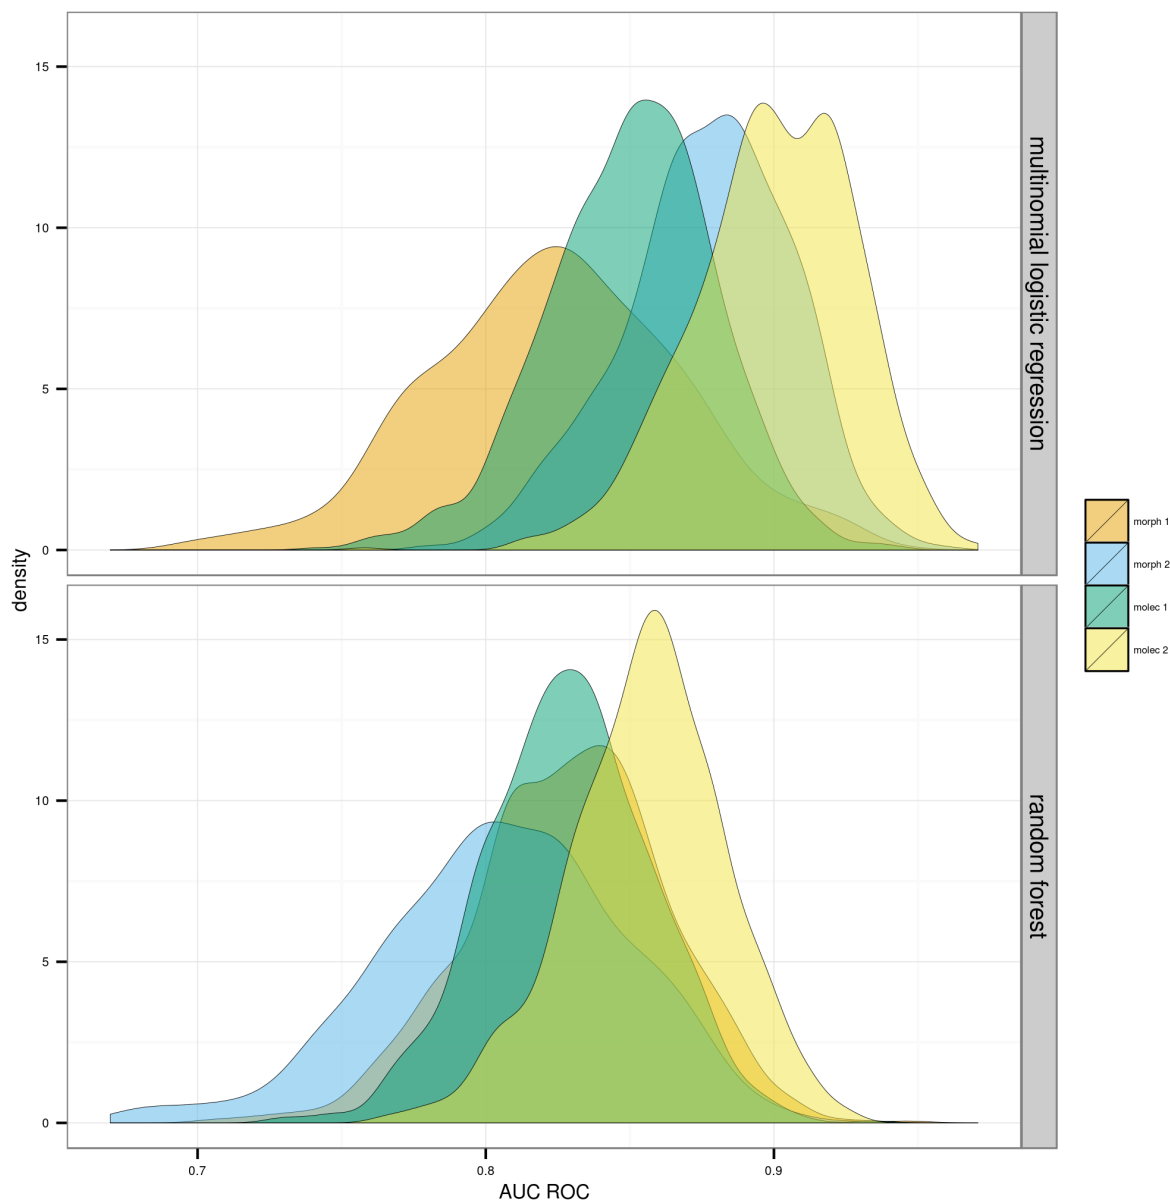 15
10
5
0
multinomial logistic regression
density
15
10
5
0
random forest
0.7
0.8
0.9
AUC ROC
morph 1
morph 2
molec 1
molec 2